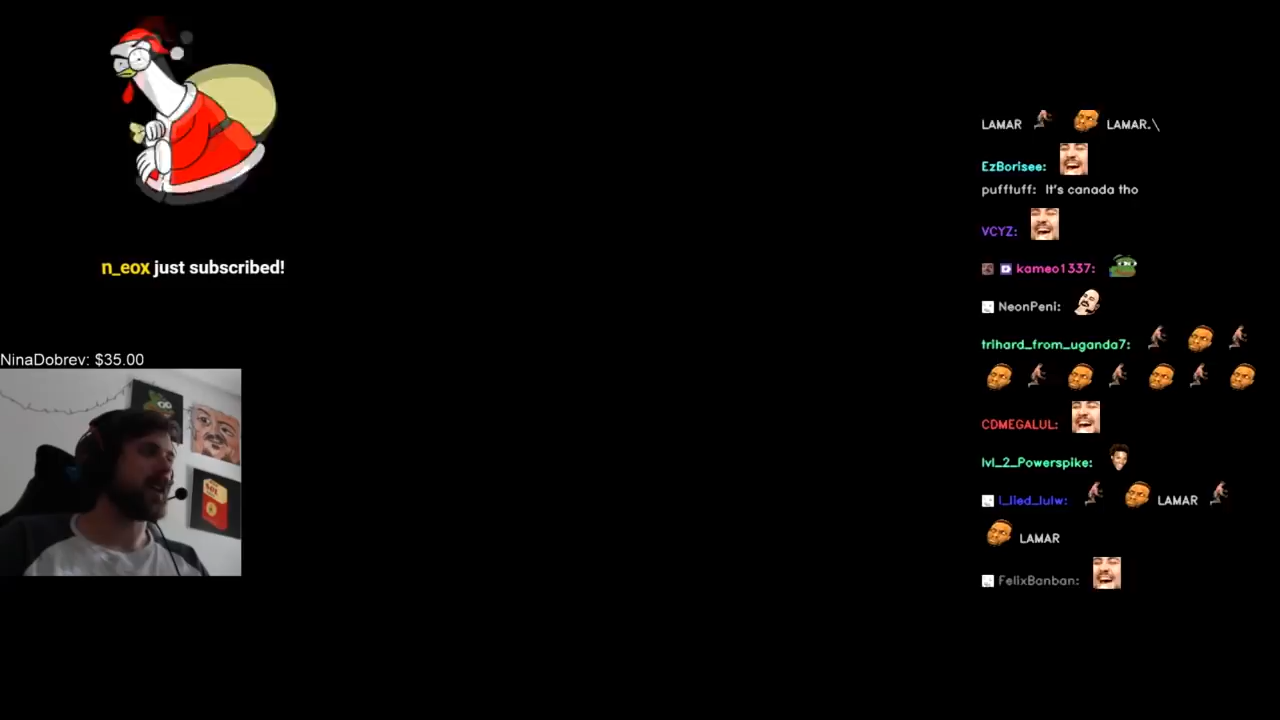 LAMAR LAMAR.\
EzBorisee:
pufftuff: It's canada tho
VCYZ:
n_eox just subscribed!
kameo1337:
NeonPeni:
trihard_from_uganda7:
NinaDobrev: $35.00
CDMEGALUL:
lvl_2_Powerspike:
l_lied_lulw: LAMAR
LAMAR
FelixBanban: